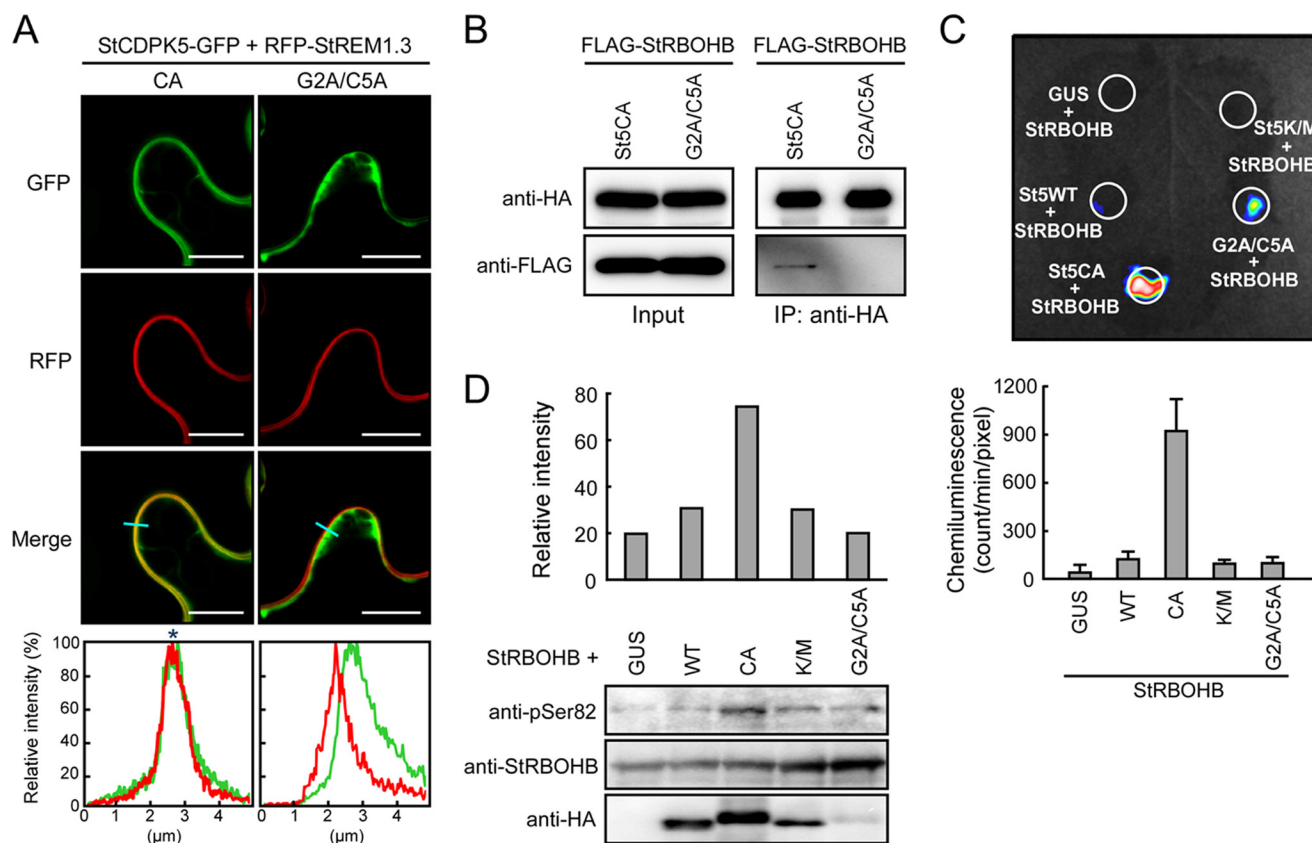 A
StCDPK5-GFP + RFP-StREM1.3
CA
G2A/C5A
GFP
RFP
Merge
*
Relative intensity (%)
100
80
60
40
20
0
0 1 2 3 4
0 1 2 3 4
(µm)
(µm)
B
FLAG-StRBOHB
FLAG-StRBOHB
St5CA
G2A/C5A
St5CA
G2A/C5A
anti-HA
anti-FLAG
Input
IP: anti-HA
C
GUS
+
StRBOHB
St5K/M
+
StRBOHB
St5WT
+
StRBOHB
G2A/C5A
+
StRBOHB
St5CA
+
StRBOHB
Chemiluminescence
(count/min/pixel)
1200
900
600
300
0
GUS
WT
CA
K/M
G2A/C5A
StRBOHB
D
Relative intensity
80
60
40
20
0
StRBOHB +
GUS
WT
CA
K/M
G2A/C5A
anti-pSer82
anti-StRBOHB
anti-HA